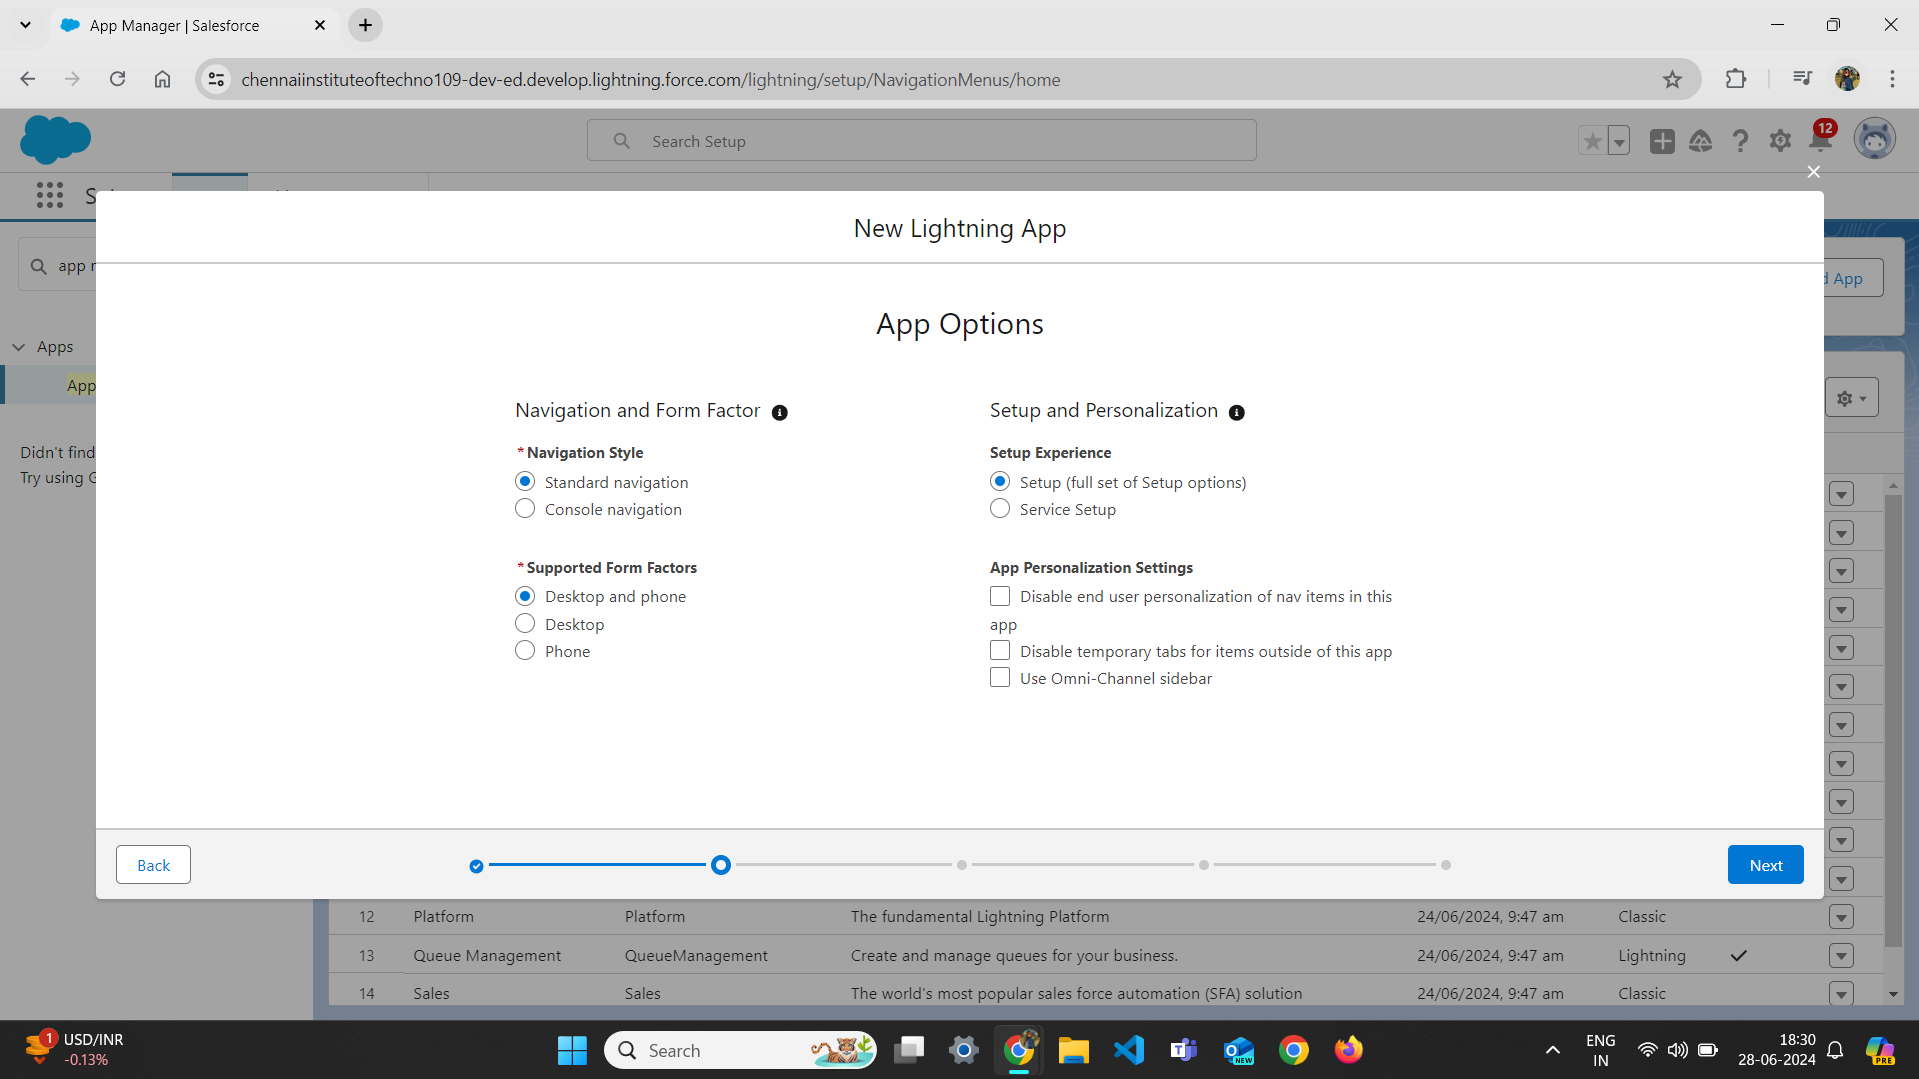 App Manager | Salesforce
chennaiinstituteoftechno109-dev-ed.develop.lightning.force.com/lightning/setup/NavigationMenus/home
Search Setup
12
New Lightning App
app
d App
App Options
Apps
App
Didn't find
Try using
Navigation and Form Factor
*Navigation Style
Standard navigation
Console navigation
*Supported Form Factors
Desktop and phone
Desktop
Phone
Setup and Personalization
Setup Experience
Setup (full set of Setup options)
Service Setup
App Personalization Settings
Disable end user personalization of nav items in this
app
Disable temporary tabs for items outside of this app
Use Omni-Channel sidebar
Back
Next
12 Platform Platform The fundamental Lightning Platform 24/06/2024, 9:47 am Classic
13 Queue Management QueueManagement Create and manage queues for your business. 24/06/2024, 9:47 am Lightning
14 Sales Sales The world's most popular sales force automation (SFA) solution 24/06/2024, 9:47 am Classic
1
USD/INR
-0.13%
Search
NEW
ENG
IN
18:30
28-06-2024
PRE